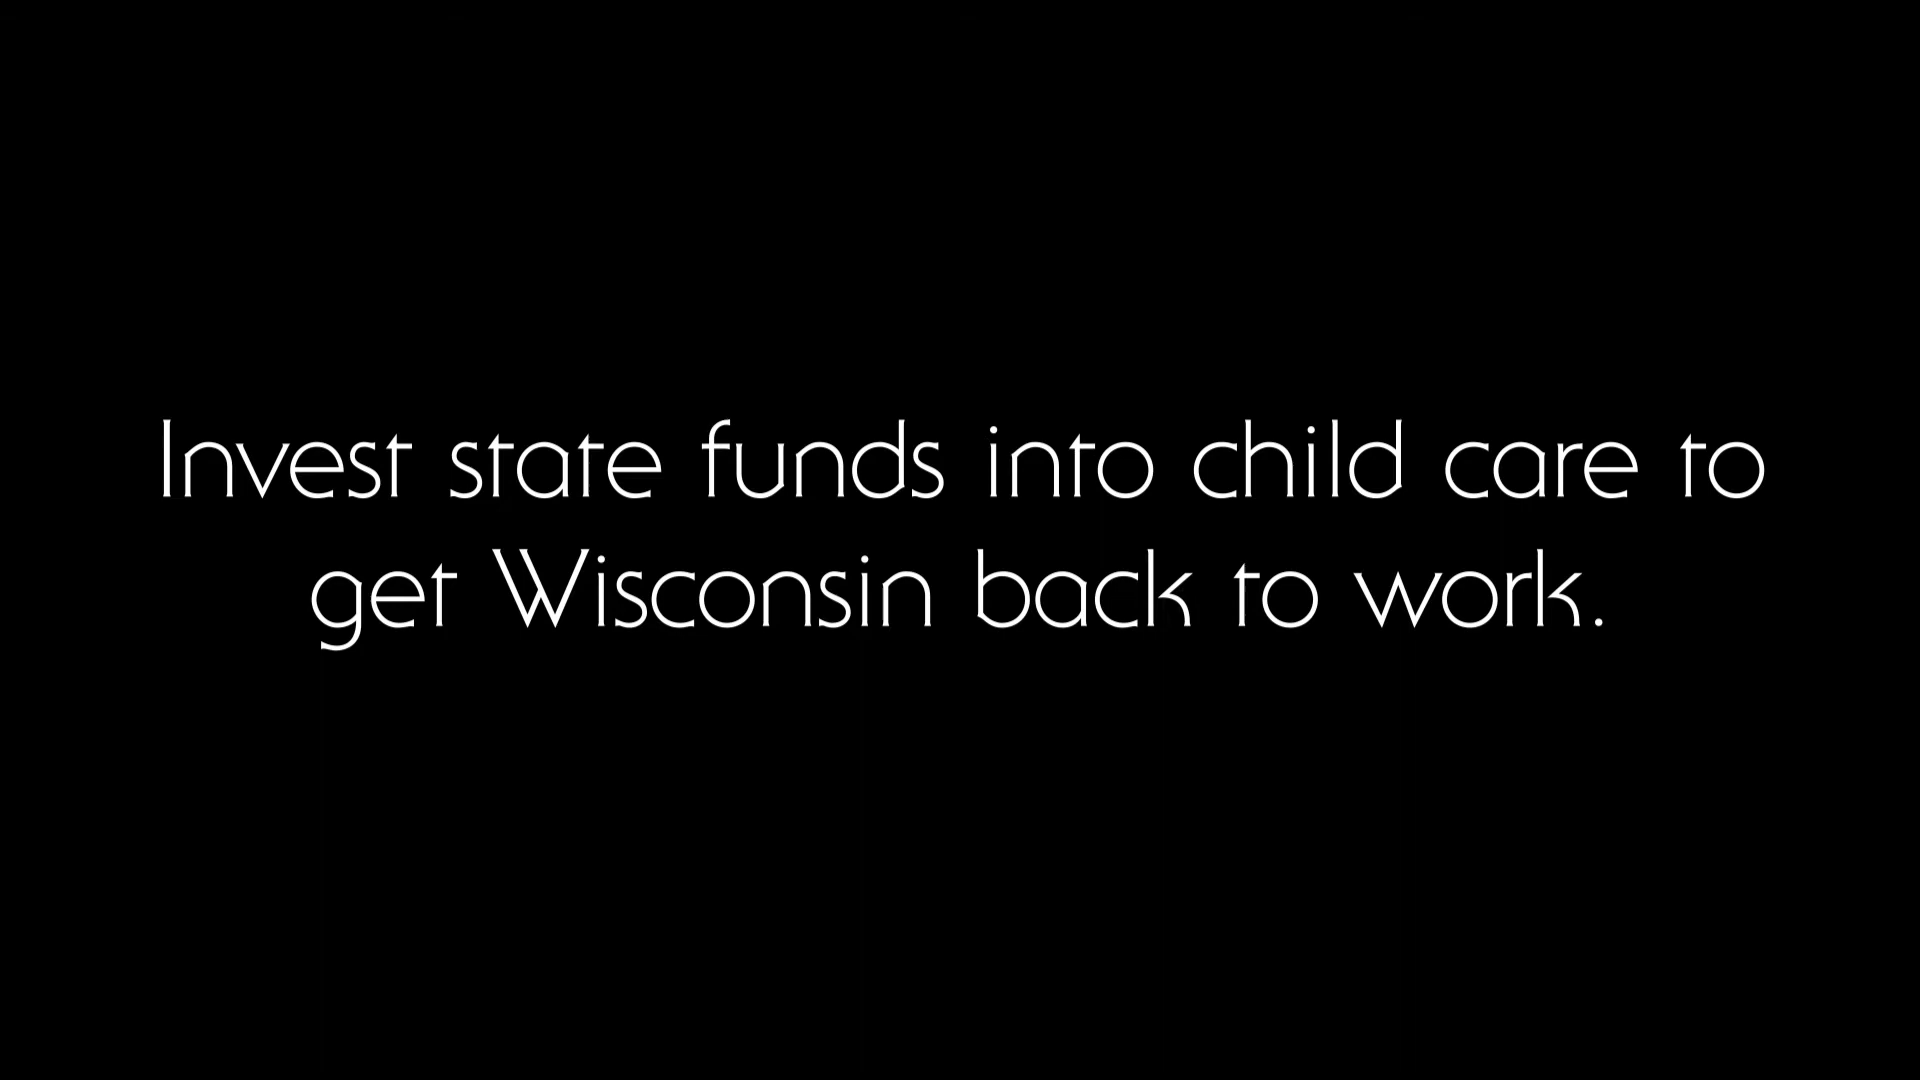 Invest state funds into child care to
get Wisconsin back to work.